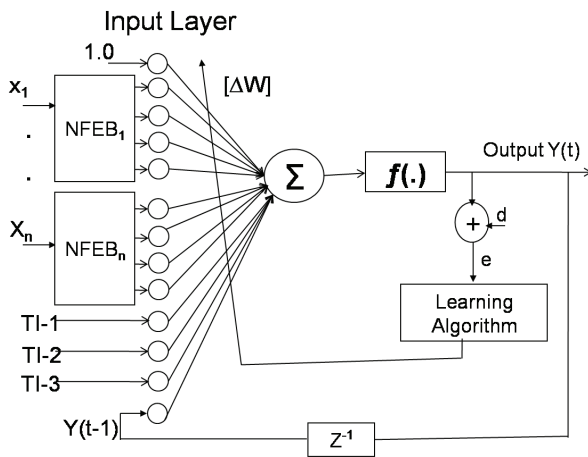 Input Layer
1.0
x1
NFEB1
.
.
.
Xn
NFEBn
TI-1
TI-2
TI-3
Y(t-1)
[ΔW]
Σ
ƒ(.)
Output Y(t)
+
d
e
Learning
Algorithm
Z-1